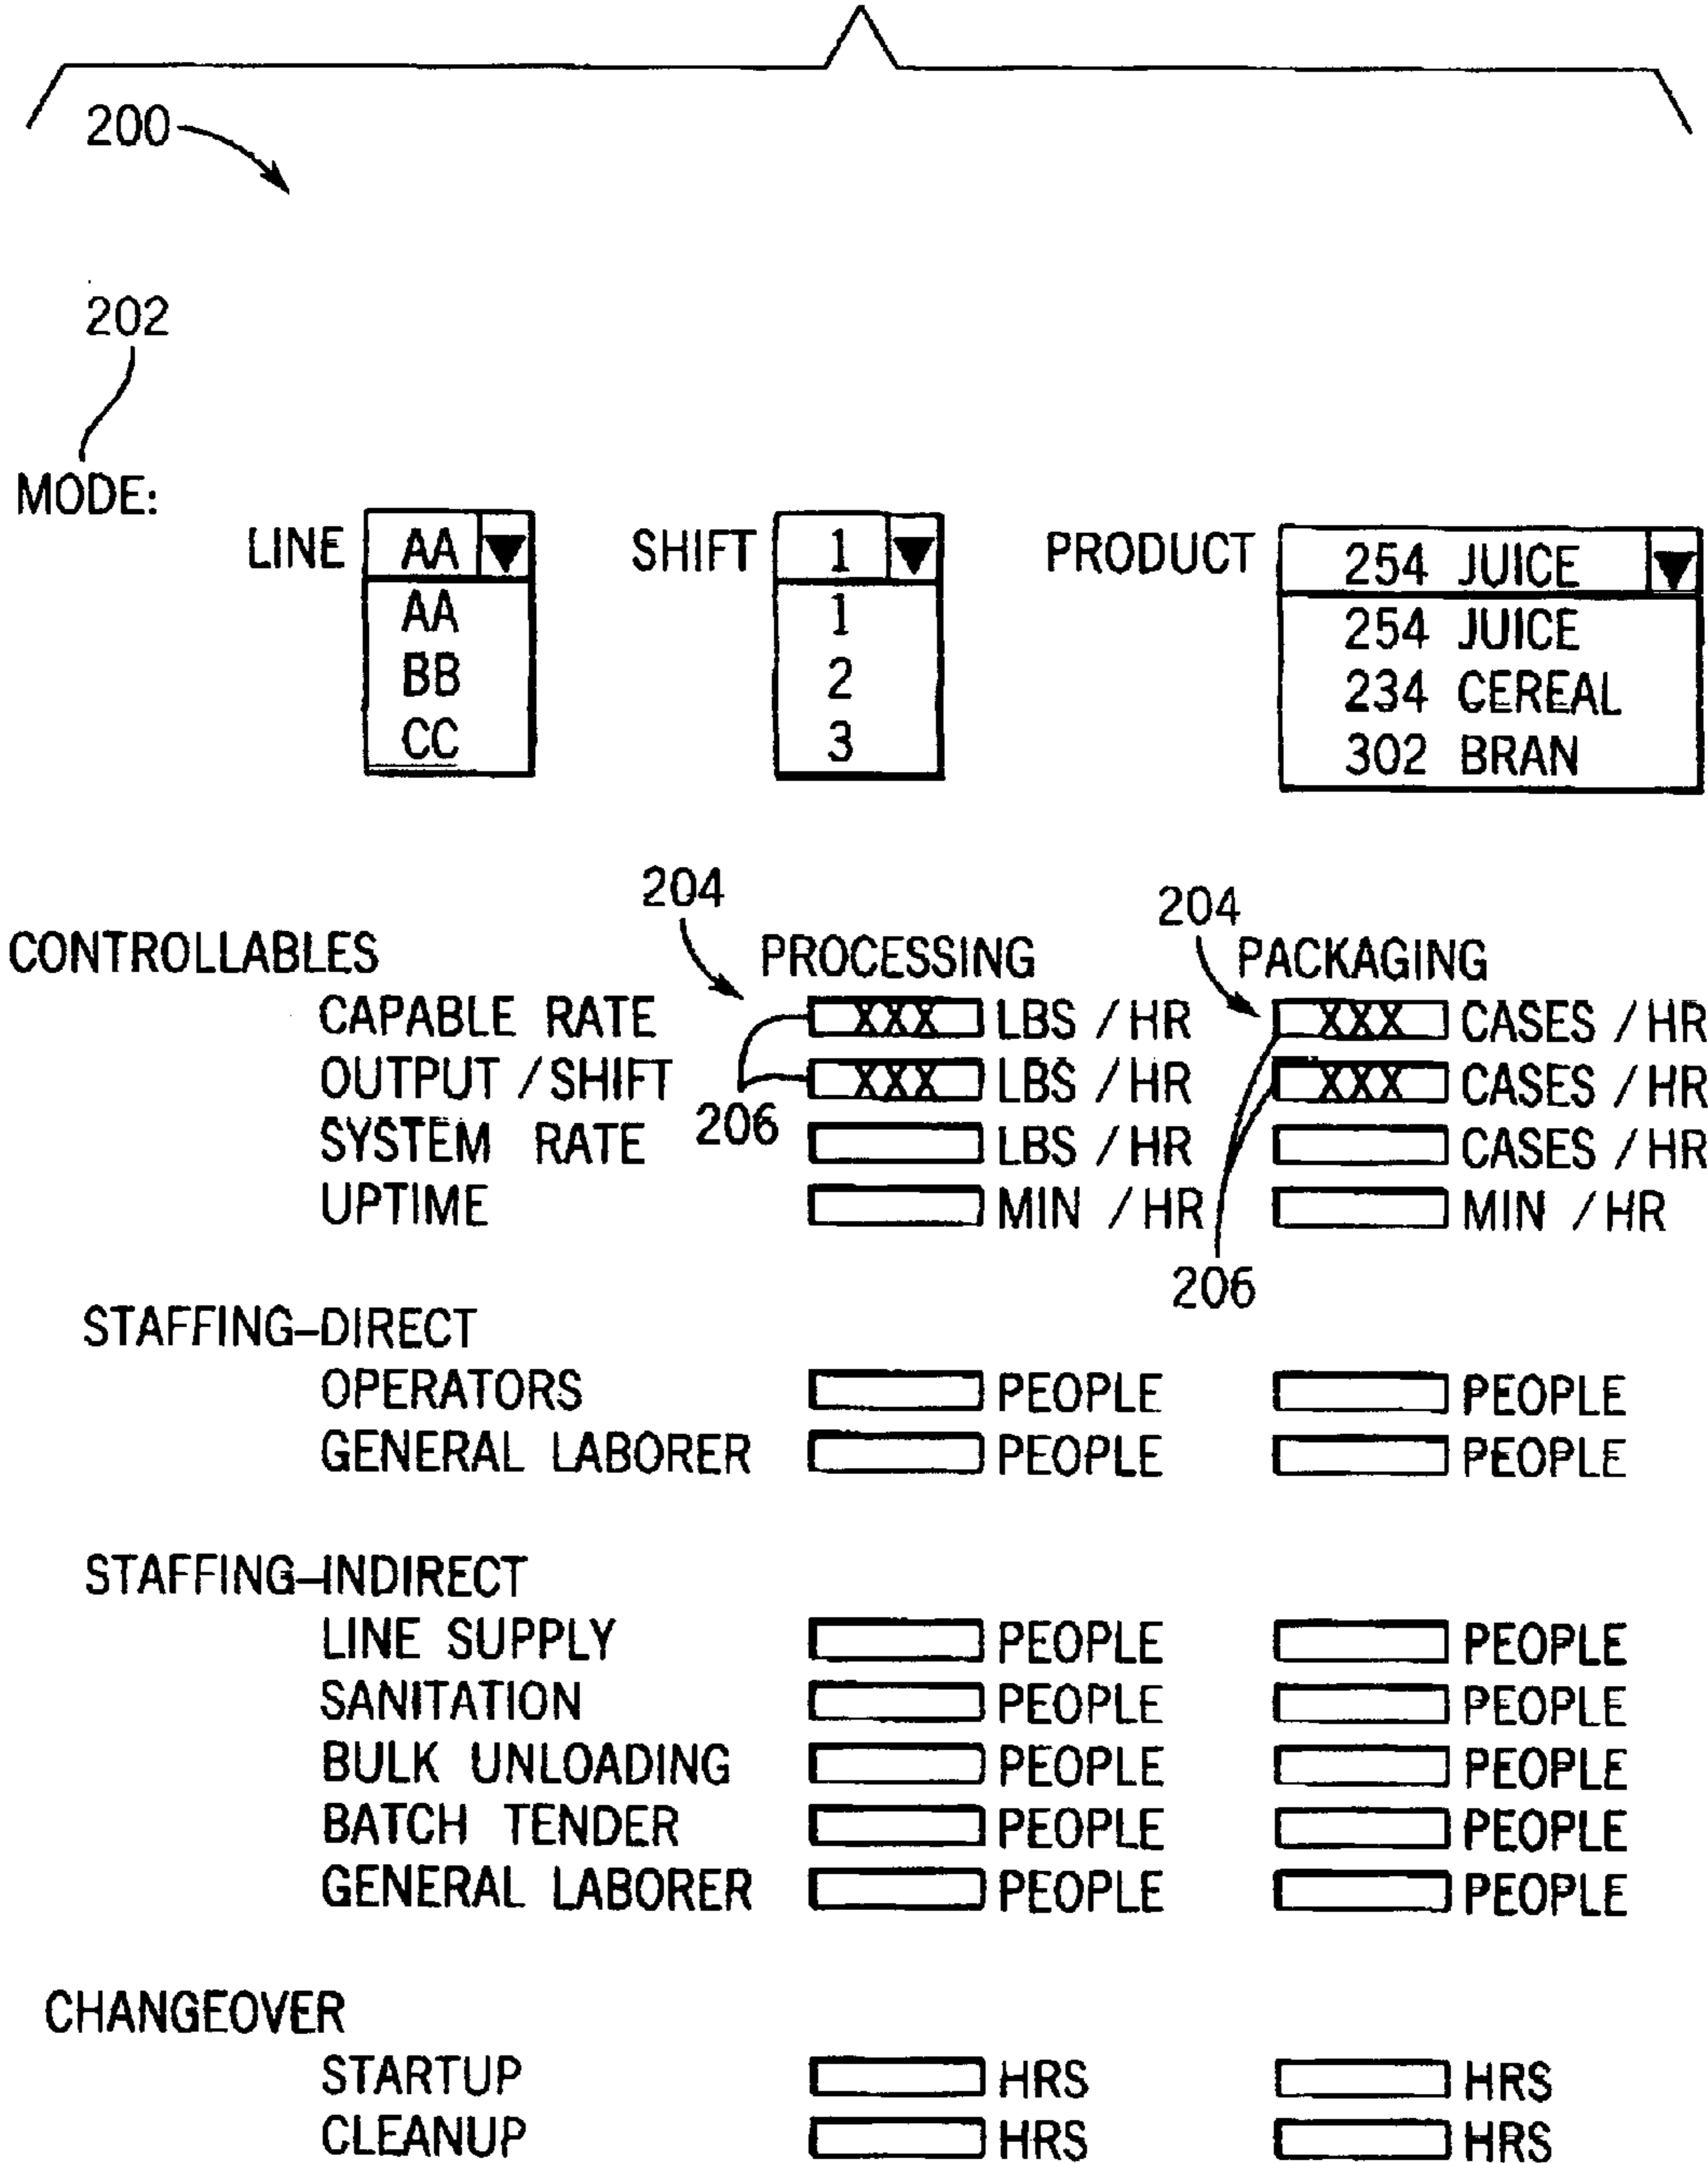 200
202
MODE:
LINE AA SHIFT 1 PRODUCT 254 JUICE
AA 1 254 JUICE
BB 2 234 CEREAL
CC 3 302 BRAN
204 204
CONTROLLABLES PROCESSING PACKAGING
CAPABLE RATE XXX LBS /HR XXX CASES /HR
OUTPUT /SHIFT XXX LBS /HR XXX CASES /HR
206
SYSTEM RATE LBS /HR CASES /HR
UPTIME MIN /HR MIN /HR
206
STAFFING-DIRECT
OPERATORS PEOPLE PEOPLE
GENERAL LABORER PEOPLE PEOPLE
STAFFING-INDIRECT
LINE SUPPLY PEOPLE PEOPLE
SANITATION PEOPLE PEOPLE
BULK UNLOADING PEOPLE PEOPLE
BATCH TENDER PEOPLE PEOPLE
GENERAL LABORER PEOPLE PEOPLE
CHANGEOVER
STARTUP HRS HRS
CLEANUP HRS HRS